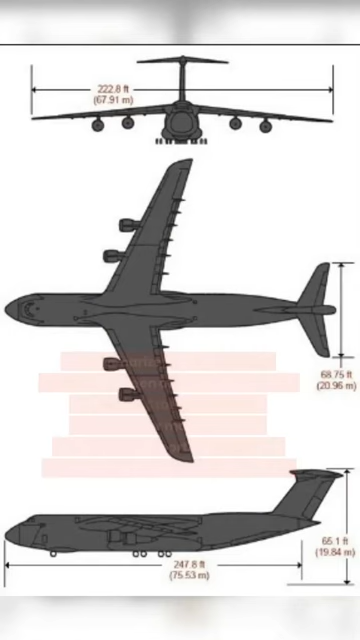 222.8 ft
(67.91 m)
68.75 ft
(20.96 m)
65.1 ft
(19.84 m)
247.8 ft
(75.53 m)